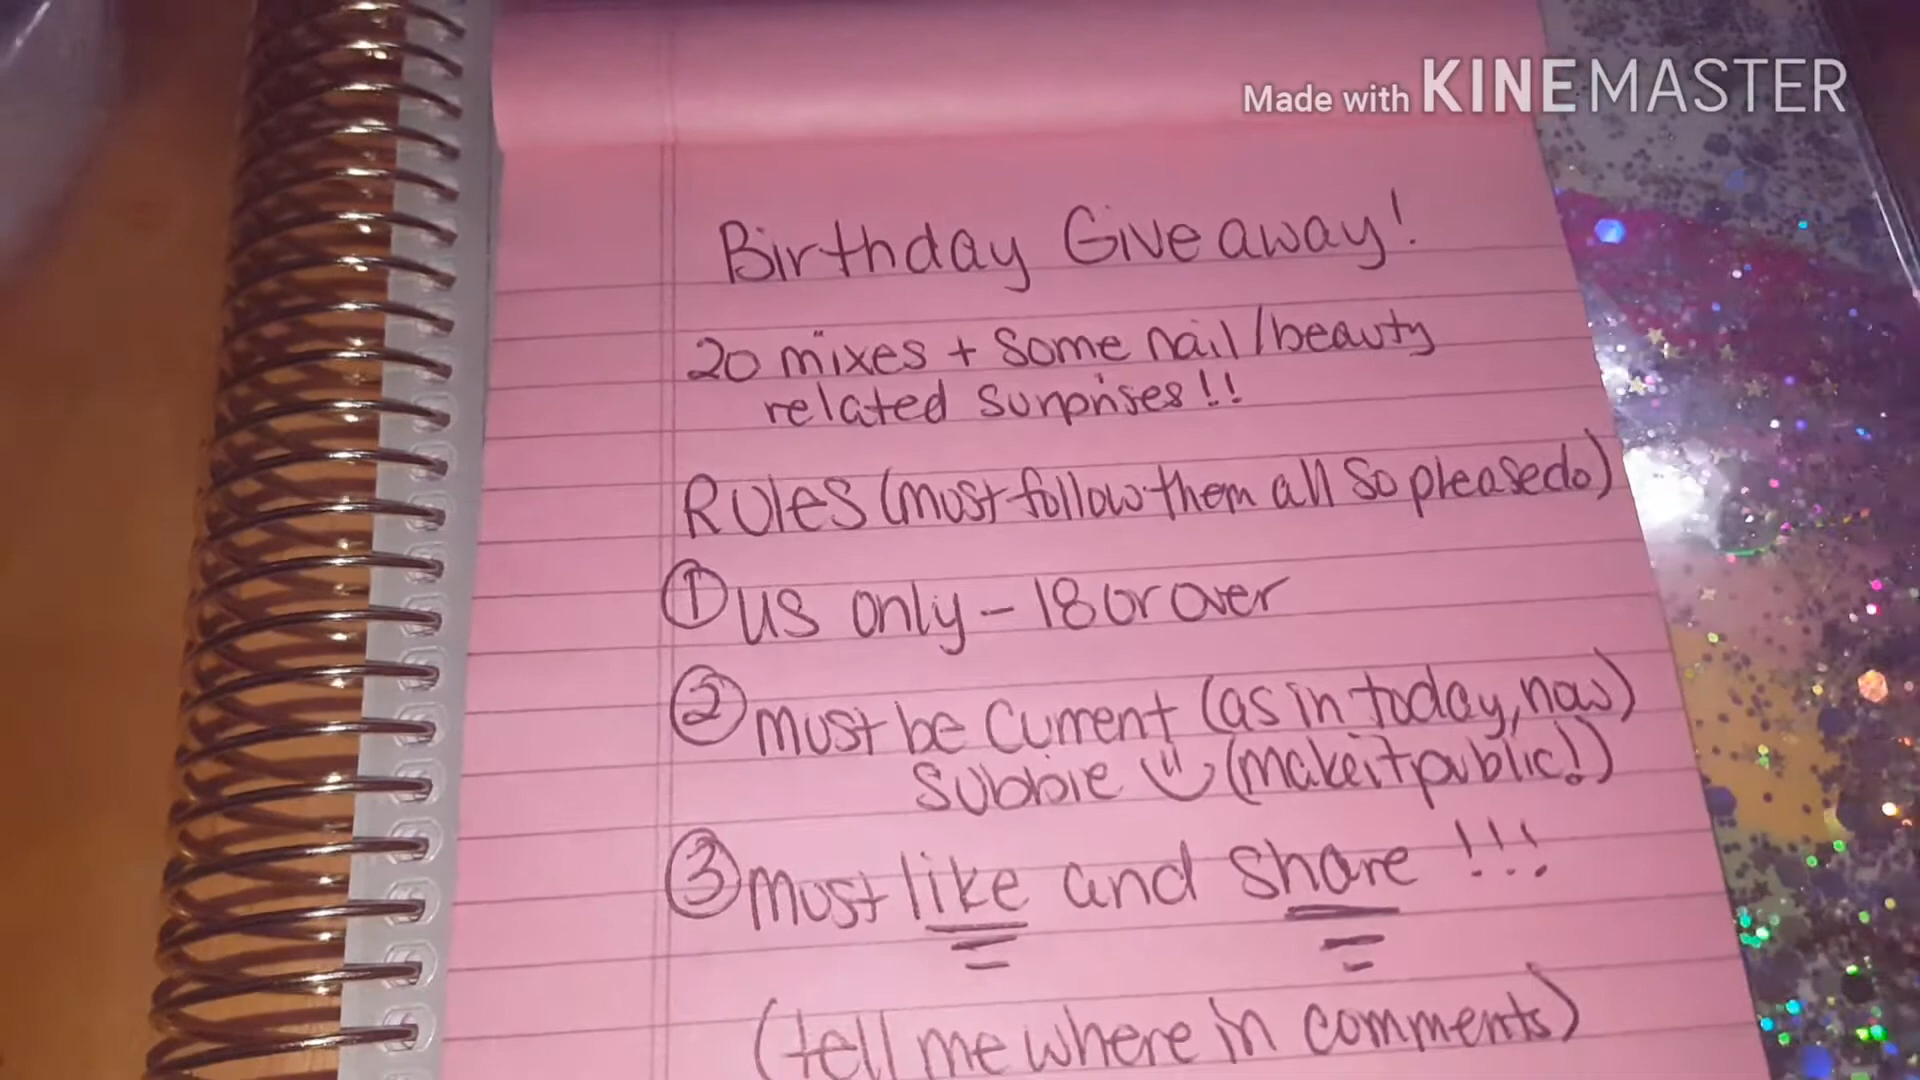 Made with KINEMASTER
Birthday Giveaway!
20 mixes + some nail/beauty
related surprises!!
RULES (must follow them all so please do)
① US only - 18 or over
② must be current (as in today, now)
subbie (make it public!)
③ must like and share !!!
(tell me where in comments)